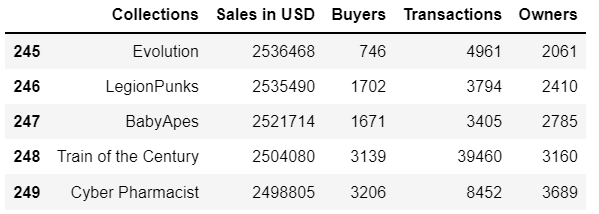 Collections Sales in USD Buyers Transactions Owners
245 Evolution 2536468 746 4961 2061
246 LegionPunks 2535490 1702 3794 2410
247 BabyApes 2521714 1671 3405 2785
248 Train of the Century 2504080 3139 39460 3160
249 Cyber Pharmacist 2498805 3206 8452 3689